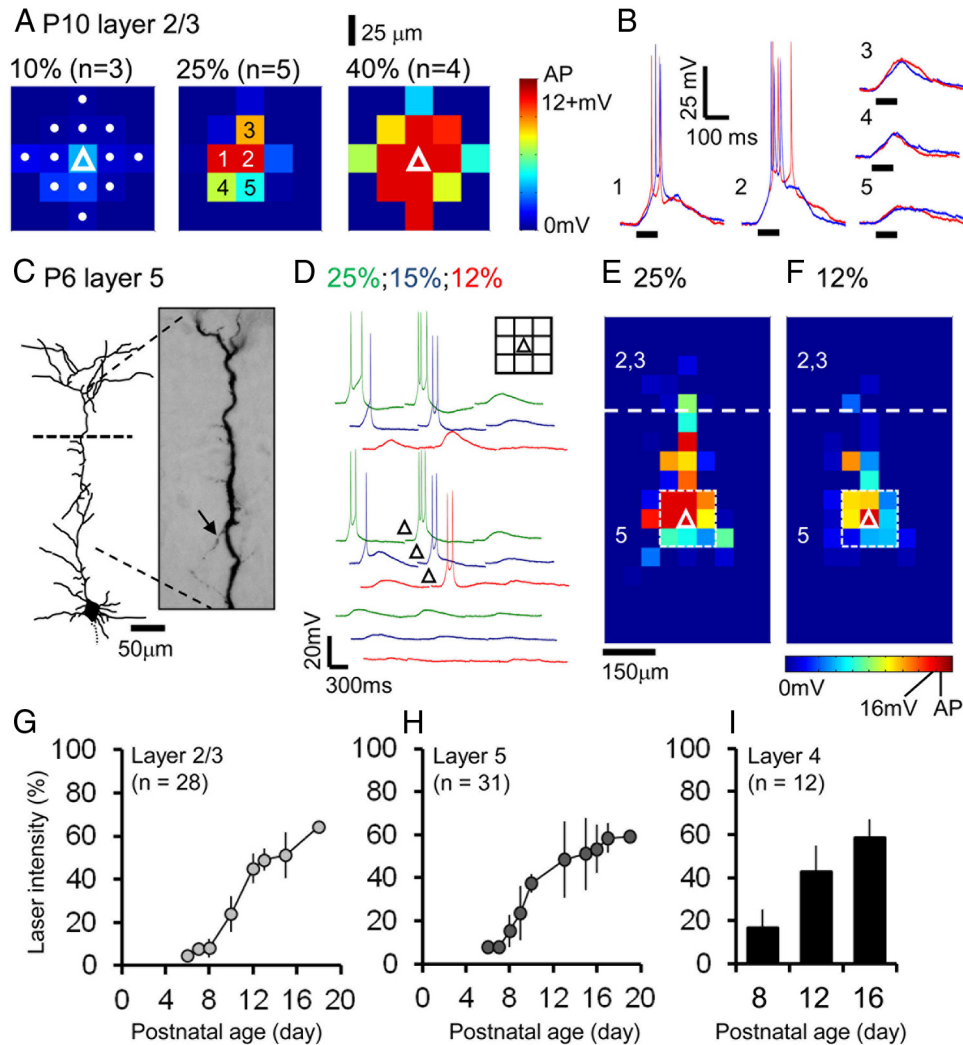 A P10 layer 2/3
25 μm
10% (n=3)
25% (n=5)
40% (n=4)
3
1 2
4 5
AP
12+mV
0mV
B
25 mV
100 ms
1
2
3
4
5
C P6 layer 5
50μm
D 25%;15%;12%
20mV
300ms
E 25%
2,3
5
150μm
F 12%
2,3
5
0mV
16mV
AP
G
Layer 2/3
(n = 28)
Laser intensity (%)
100
80
60
40
20
0
0 4 8 12 16 20
Postnatal age (day)
H
Layer 5
(n = 31)
100
80
60
40
20
0
0 4 8 12 16 20
Postnatal age (day)
I
Layer 4
(n = 12)
100
80
60
40
20
0
8 12 16
Postnatal age (day)